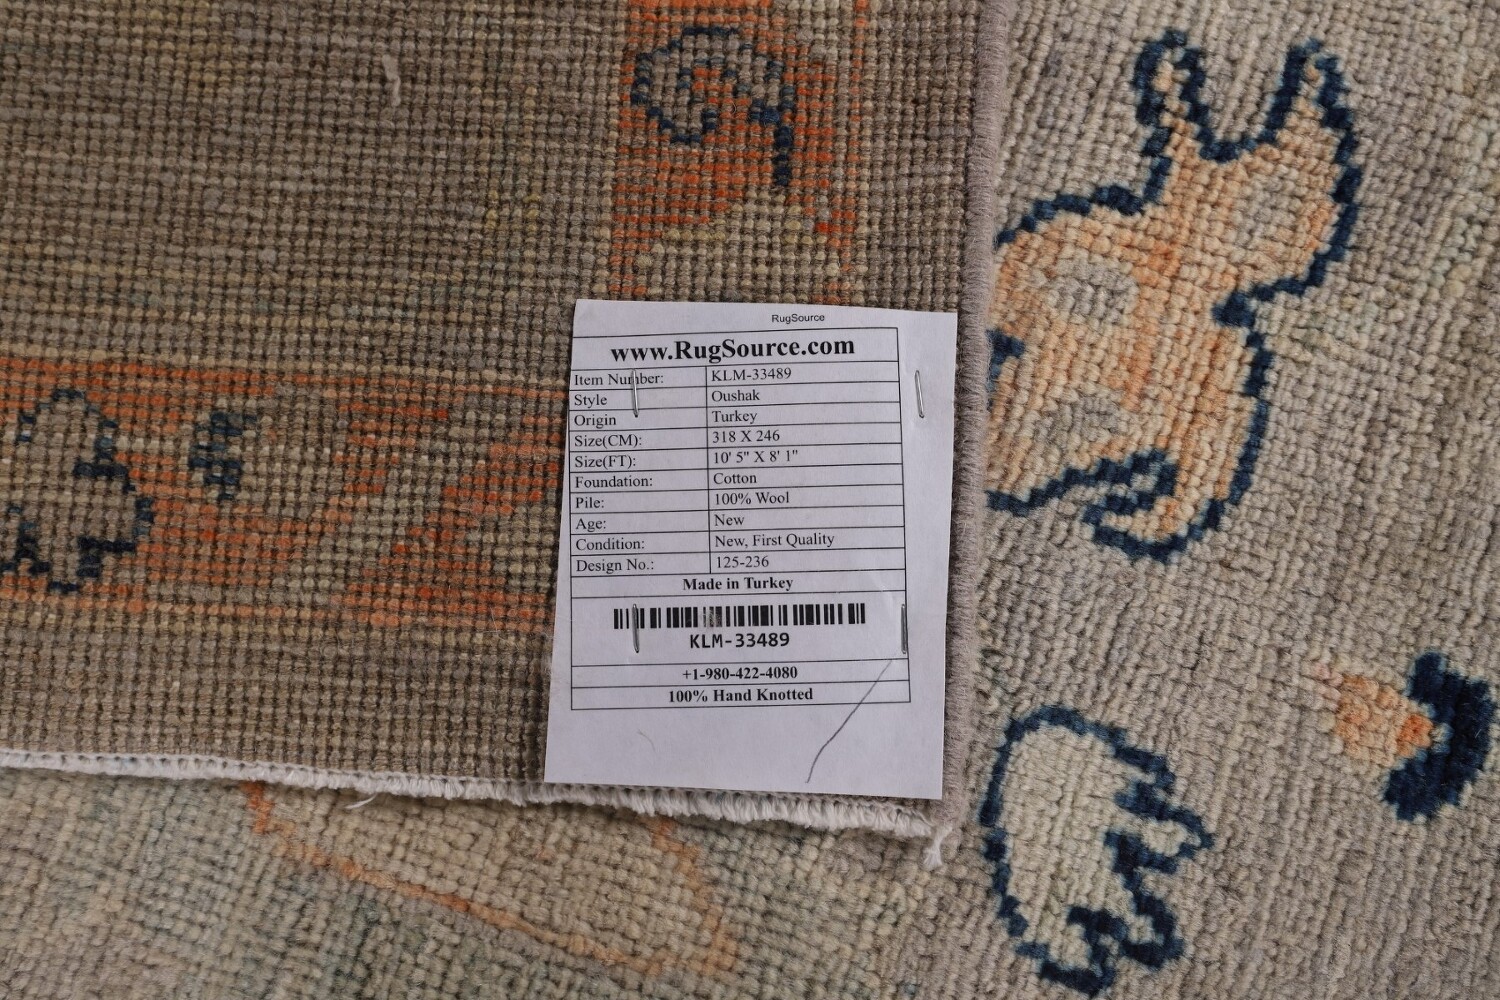 RugSource
www.RugSource.com
Item Number: KLM-33489
Style Oushak
Origin Turkey
Size(CM): 318 X 246
Size(FT): 10' 5" X 8' 1"
Foundation: Cotton
Pile: 100% Wool
Age: New
Condition: New, First Quality
Design No.: 125-236
Made in Turkey
KLM-33489
+1-980-422-4080
100% Hand Knotted